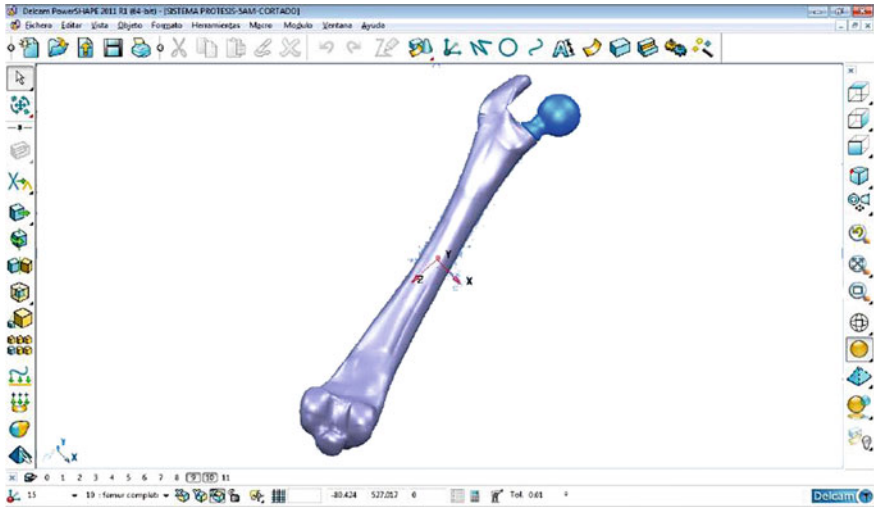 Delcam PowerSHAPE 2011 R1 (64-bit) - [SISTEMA PROTESIS-SAM-CORTADO]
Fichero Editar Vista Objeto Formato Herramientas Macro Modulo Ventana Ayuda
Y
Z
X
Y
X
0 1 2 3 4 5 6 7 8 9 10 11
15 19 : femur complet 527.017 0 Tol 0.01 Delcam